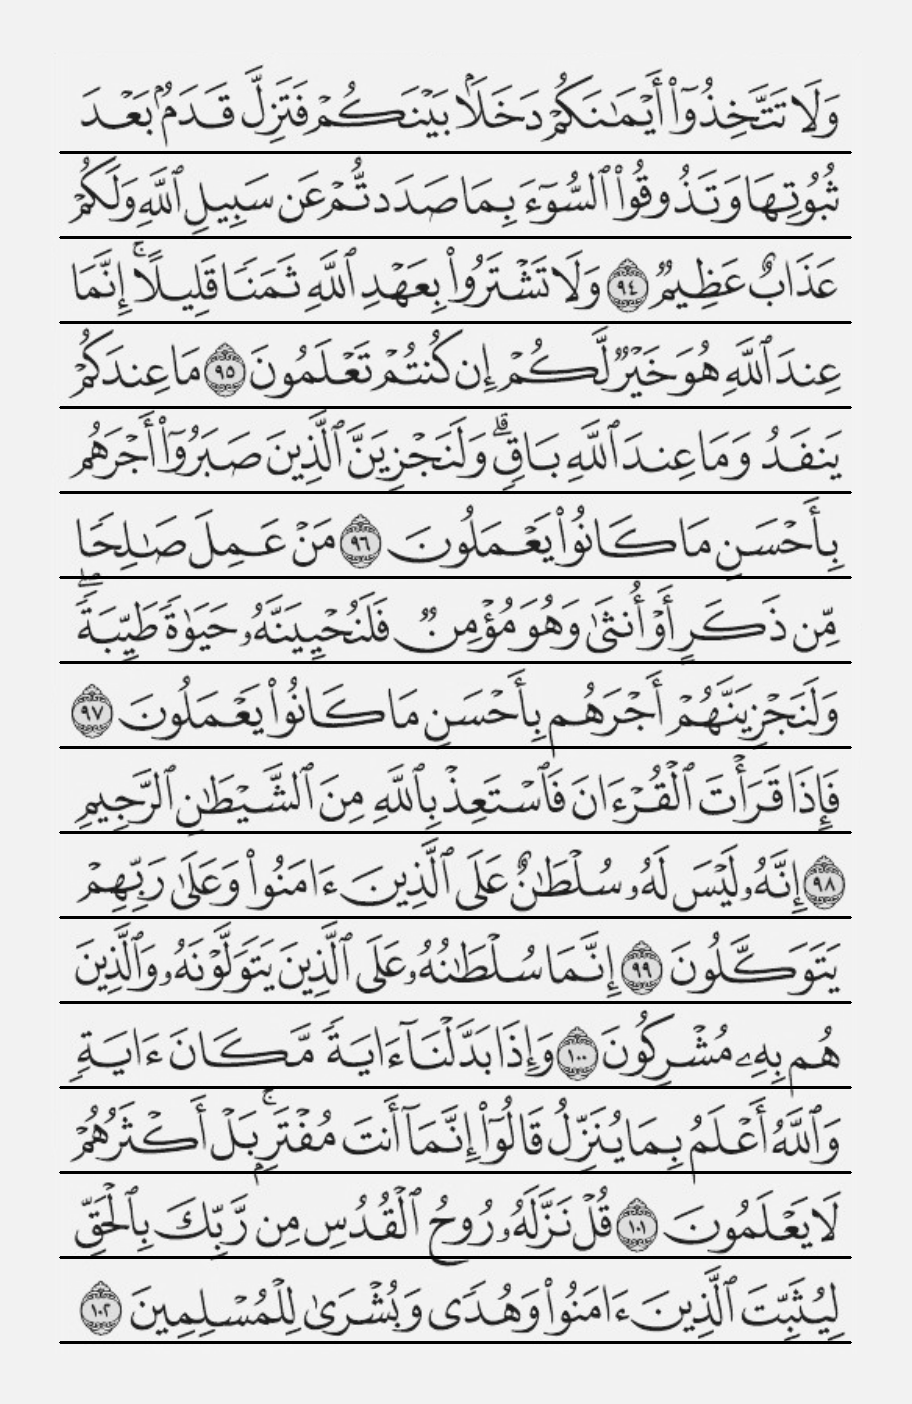 وَلَا تَتَّخِذُوٓا۟ أَيْمَٰنَكُمْ دَخَلًۢا بَيْنَكُمْ فَتَزِلَّ قَدَمٌۢ بَعْدَ
ثُبُوتِهَا وَتَذُوقُوا۟ ٱلسُّوٓءَ بِمَا صَدَدتُّمْ عَن سَبِيلِ ٱللَّهِ وَلَكُمْ
عَذَابٌ عَظِيمٌ ٩٤ وَلَا تَشْتَرُوا۟ بِعَهْدِ ٱللَّهِ ثَمَنًا قَلِيلًا ۚ إِنَّمَا
عِندَ ٱللَّهِ هُوَ خَيْرٌ لَّكُمْ إِن كُنتُمْ تَعْلَمُونَ ٩٥ مَا عِندَكُمْ
يَنفَدُ وَمَا عِندَ ٱللَّهِ بَاقٍ ۗ وَلَنَجْزِيَنَّ ٱلَّذِينَ صَبَرُوٓا۟ أَجْرَهُم
بِأَحْسَنِ مَا كَانُوا۟ يَعْمَلُونَ ٩٦ مَنْ عَمِلَ صَٰلِحًا
مِّن ذَكَرٍ أَوْ أُنثَىٰ وَهُوَ مُؤْمِنٌ فَلَنُحْيِيَنَّهُۥ حَيَوٰةً طَيِّبَةً ۖ
وَلَنَجْزِيَنَّهُمْ أَجْرَهُم بِأَحْسَنِ مَا كَانُوا۟ يَعْمَلُونَ ٩٧
فَإِذَا قَرَأْتَ ٱلْقُرْءَانَ فَٱسْتَعِذْ بِٱللَّهِ مِنَ ٱلشَّيْطَٰنِ ٱلرَّجِيمِ
٩٨ إِنَّهُۥ لَيْسَ لَهُۥ سُلْطَٰنٌ عَلَى ٱلَّذِينَ ءَامَنُوا۟ وَعَلَىٰ رَبِّهِمْ
يَتَوَكَّلُونَ ٩٩ إِنَّمَا سُلْطَٰنُهُۥ عَلَى ٱلَّذِينَ يَتَوَلَّوْنَهُۥ وَٱلَّذِينَ
هُم بِهِۦ مُشْرِكُونَ ١٠٠ وَإِذَا بَدَّلْنَآ ءَايَةً مَّكَانَ ءَايَةٍ
وَٱللَّهُ أَعْلَمُ بِمَا يُنَزِّلُ قَالُوٓا۟ إِنَّمَآ أَنتَ مُفْتَرٍۭ ۚ بَلْ أَكْثَرُهُمْ
لَا يَعْلَمُونَ ١٠١ قُلْ نَزَّلَهُۥ رُوحُ ٱلْقُدُسِ مِن رَّبِّكَ بِٱلْحَقِّ
لِيُثَبِّتَ ٱلَّذِينَ ءَامَنُوا۟ وَهُدًى وَبُشْرَىٰ لِلْمُسْلِمِينَ ١٠٢